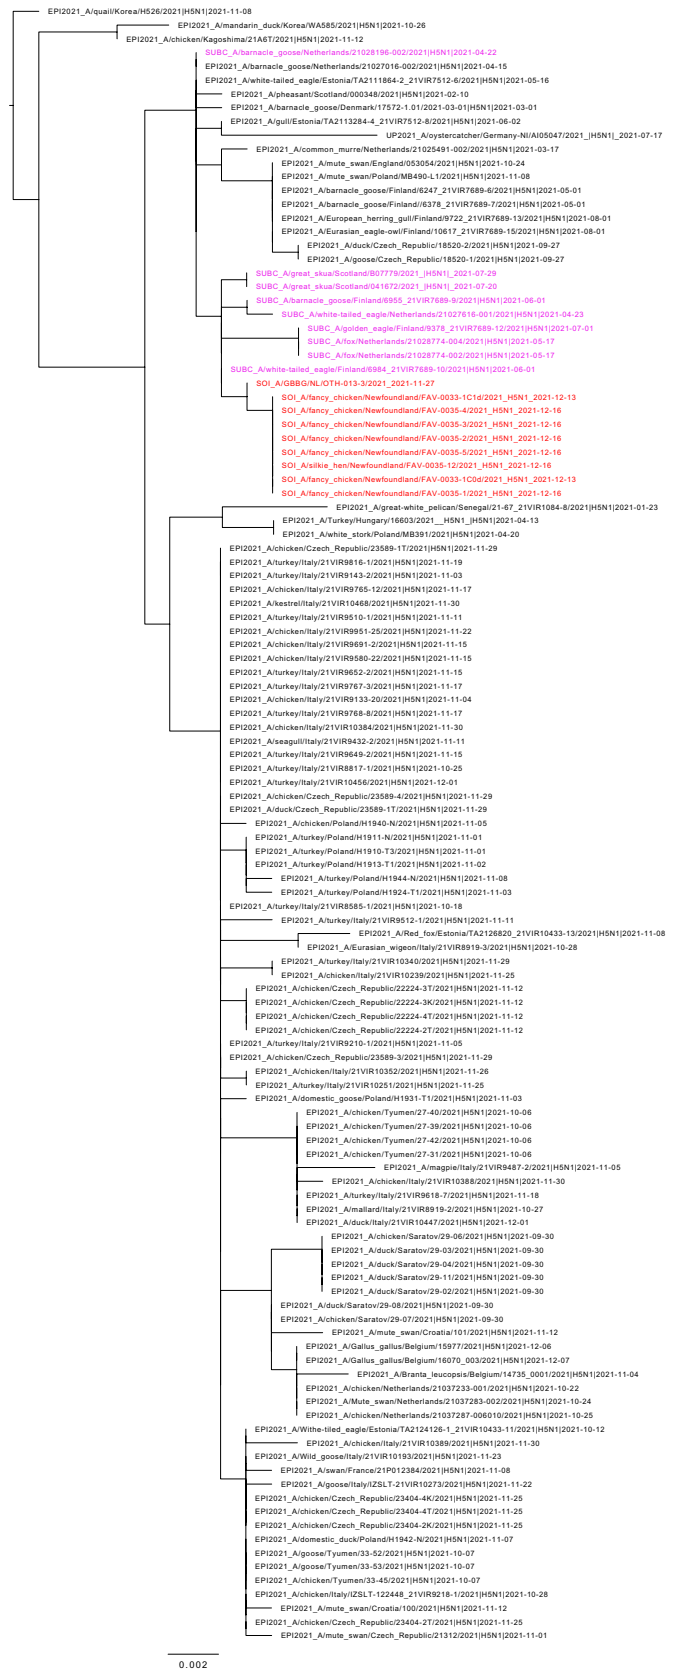 EPI2021_A/quail/Korea/H526/2021|H5N1|2021-11-08
EPI2021_A/mandarin_duck/Korea/WA585/2021|H5N1|2021-10-26
EPI2021_A/chicken/Kagoshima/21A6T/2021|H5N1|2021-11-12
SUBC_A/barnacle_goose/Netherlands/21028196-002/2021|H5N1|2021-04-22
EPI2021_A/barnacle_goose/Netherlands/21027016-002/2021|H5N1|2021-04-15
EPI2021_A/white-tailed_eagle/Estonia/TA2111864-2_21VIR7512-6/2021|H5N1|2021-05-16
EPI2021_A/pheasant/Scotland/000348/2021|H5N1|2021-02-10
EPI2021_A/barnacle_goose/Denmark/17572-1.01/2021-03-01|H5N1|2021-03-01
EPI2021_A/gull/Estonia/TA2113284-4_21VIR7512-8/2021|H5N1|2021-06-02
UP2021_A/oystercatcher/Germany-NI/AI05047/2021_|H5N1|_2021-07-17
EPI2021_A/common_murre/Netherlands/21025491-002/2021|H5N1|2021-03-17
EPI2021_A/mute_swan/England/053054/2021|H5N1|2021-10-24
EPI2021_A/mute_swan/Poland/MB490-L1/2021|H5N1|2021-11-08
EPI2021_A/barnacle_goose/Finland/6247_21VIR7689-6/2021|H5N1|2021-05-01
EPI2021_A/barnacle_goose/Finland//6378_21VIR7689-7/2021|H5N1|2021-05-01
EPI2021_A/European_herring_gull/Finland/9722_21VIR7689-13/2021|H5N1|2021-08-01
EPI2021_A/Eurasian_eagle-owl/Finland/10617_21VIR7689-15/2021|H5N1|2021-08-01
EPI2021_A/duck/Czech_Republic/18520-2/2021|H5N1|2021-09-27
EPI2021_A/goose/Czech_Republic/18520-1/2021|H5N1|2021-09-27
SUBC_A/great_skua/Scotland/B07779/2021_|H5N1|_2021-07-29
SUBC_A/great_skua/Scotland/041672/2021_|H5N1|_2021-07-20
SUBC_A/barnacle_goose/Finland/6955_21VIR7689-9/2021|H5N1|2021-06-01
SUBC_A/white-tailed_eagle/Netherlands/21027616-001/2021|H5N1|2021-04-23
SUBC_A/golden_eagle/Finland/9378_21VIR7689-12/2021|H5N1|2021-07-01
SUBC_A/fox/Netherlands/21028774-004/2021|H5N1|2021-05-17
SUBC_A/fox/Netherlands/21028774-002/2021|H5N1|2021-05-17
SUBC_A/white-tailed_eagle/Finland/6984_21VIR7689-10/2021|H5N1|2021-06-01
SOI_A/GBBG/NL/OTH-013-3/2021_2021-11-27
SOI_A/fancy_chicken/Newfoundland/FAV-0033-1C1d/2021_H5N1_2021-12-13
SOI_A/fancy_chicken/Newfoundland/FAV-0035-4/2021_H5N1_2021-12-16
SOI_A/fancy_chicken/Newfoundland/FAV-0035-3/2021_H5N1_2021-12-16
SOI_A/fancy_chicken/Newfoundland/FAV-0035-2/2021_H5N1_2021-12-16
SOI_A/fancy_chicken/Newfoundland/FAV-0035-5/2021_H5N1_2021-12-16
SOI_A/silkie_hen/Newfoundland/FAV-0035-12/2021_H5N1_2021-12-16
SOI_A/fancy_chicken/Newfoundland/FAV-0033-1C0d/2021_H5N1_2021-12-13
SOI_A/fancy_chicken/Newfoundland/FAV-0035-1/2021_H5N1_2021-12-16
EPI2021_A/great-white_pelican/Senegal/21-67_21VIR1084-8/2021|H5N1|2021-01-23
EPI2021_A/Turkey/Hungary/16603/2021__H5N1_|H5N1|2021-04-13
EPI2021_A/white_stork/Poland/MB391/2021|H5N1|2021-04-20
EPI2021_A/chicken/Czech_Republic/23589-1T/2021|H5N1|2021-11-29
EPI2021_A/turkey/Italy/21VIR9816-1/2021|H5N1|2021-11-19
EPI2021_A/turkey/Italy/21VIR9143-2/2021|H5N1|2021-11-03
EPI2021_A/chicken/Italy/21VIR9765-12/2021|H5N1|2021-11-17
EPI2021_A/kestrel/Italy/21VIR10468/2021|H5N1|2021-11-30
EPI2021_A/turkey/Italy/21VIR9510-1/2021|H5N1|2021-11-11
EPI2021_A/chicken/Italy/21VIR9951-25/2021|H5N1|2021-11-22
EPI2021_A/chicken/Italy/21VIR9691-2/2021|H5N1|2021-11-15
EPI2021_A/chicken/Italy/21VIR9580-22/2021|H5N1|2021-11-15
EPI2021_A/turkey/Italy/21VIR9652-2/2021|H5N1|2021-11-15
EPI2021_A/turkey/Italy/21VIR9767-3/2021|H5N1|2021-11-17
EPI2021_A/chicken/Italy/21VIR9133-20/2021|H5N1|2021-11-04
EPI2021_A/turkey/Italy/21VIR9768-8/2021|H5N1|2021-11-17
EPI2021_A/chicken/Italy/21VIR10384/2021|H5N1|2021-11-30
EPI2021_A/seagull/Italy/21VIR9432-2/2021|H5N1|2021-11-11
EPI2021_A/turkey/Italy/21VIR9649-2/2021|H5N1|2021-11-15
EPI2021_A/turkey/Italy/21VIR8817-1/2021|H5N1|2021-10-25
EPI2021_A/turkey/Italy/21VIR10456/2021|H5N1|2021-12-01
EPI2021_A/chicken/Czech_Republic/23589-4/2021|H5N1|2021-11-29
EPI2021_A/duck/Czech_Republic/23589-1T/2021|H5N1|2021-11-29
EPI2021_A/chicken/Poland/H1940-N/2021|H5N1|2021-11-05
EPI2021_A/turkey/Poland/H1911-N/2021|H5N1|2021-11-01
EPI2021_A/turkey/Poland/H1910-T3/2021|H5N1|2021-11-01
EPI2021_A/turkey/Poland/H1913-T1/2021|H5N1|2021-11-02
EPI2021_A/turkey/Poland/H1944-N/2021|H5N1|2021-11-08
EPI2021_A/turkey/Poland/H1924-T1/2021|H5N1|2021-11-03
EPI2021_A/turkey/Italy/21VIR8585-1/2021|H5N1|2021-10-18
EPI2021_A/turkey/Italy/21VIR9512-1/2021|H5N1|2021-11-11
EPI2021_A/Red_fox/Estonia/TA2126820_21VIR10433-13/2021|H5N1|2021-11-08
EPI2021_A/Eurasian_wigeon/Italy/21VIR8919-3/2021|H5N1|2021-10-28
EPI2021_A/turkey/Italy/21VIR10340/2021|H5N1|2021-11-29
EPI2021_A/chicken/Italy/21VIR10239/2021|H5N1|2021-11-25
EPI2021_A/chicken/Czech_Republic/22224-3T/2021|H5N1|2021-11-12
EPI2021_A/chicken/Czech_Republic/22224-3K/2021|H5N1|2021-11-12
EPI2021_A/chicken/Czech_Republic/22224-4T/2021|H5N1|2021-11-12
EPI2021_A/chicken/Czech_Republic/22224-2T/2021|H5N1|2021-11-12
EPI2021_A/turkey/Italy/21VIR9210-1/2021|H5N1|2021-11-05
EPI2021_A/chicken/Czech_Republic/23589-3/2021|H5N1|2021-11-29
EPI2021_A/chicken/Italy/21VIR10352/2021|H5N1|2021-11-26
EPI2021_A/turkey/Italy/21VIR10251/2021|H5N1|2021-11-25
EPI2021_A/domestic_goose/Poland/H1931-T1/2021|H5N1|2021-11-03
EPI2021_A/chicken/Tyumen/27-40/2021|H5N1|2021-10-06
EPI2021_A/chicken/Tyumen/27-39/2021|H5N1|2021-10-06
EPI2021_A/chicken/Tyumen/27-42/2021|H5N1|2021-10-06
EPI2021_A/chicken/Tyumen/27-31/2021|H5N1|2021-10-06
EPI2021_A/magpie/Italy/21VIR9487-2/2021|H5N1|2021-11-05
EPI2021_A/chicken/Italy/21VIR10388/2021|H5N1|2021-11-30
EPI2021_A/turkey/Italy/21VIR9618-7/2021|H5N1|2021-11-18
EPI2021_A/mallard/Italy/21VIR8919-2/2021|H5N1|2021-10-27
EPI2021_A/duck/Italy/21VIR10447/2021|H5N1|2021-12-01
EPI2021_A/chicken/Saratov/29-06/2021|H5N1|2021-09-30
EPI2021_A/duck/Saratov/29-03/2021|H5N1|2021-09-30
EPI2021_A/duck/Saratov/29-04/2021|H5N1|2021-09-30
EPI2021_A/duck/Saratov/29-11/2021|H5N1|2021-09-30
EPI2021_A/duck/Saratov/29-02/2021|H5N1|2021-09-30
EPI2021_A/duck/Saratov/29-08/2021|H5N1|2021-09-30
EPI2021_A/chicken/Saratov/29-07/2021|H5N1|2021-09-30
EPI2021_A/mute_swan/Croatia/101/2021|H5N1|2021-11-12
EPI2021_A/Gallus_gallus/Belgium/15977/2021|H5N1|2021-12-06
EPI2021_A/Gallus_gallus/Belgium/16070_003/2021|H5N1|2021-12-07
EPI2021_A/Branta_leucopsis/Belgium/14735_0001/2021|H5N1|2021-11-04
EPI2021_A/chicken/Netherlands/21037233-001/2021|H5N1|2021-10-22
EPI2021_A/Mute_swan/Netherlands/21037283-002/2021|H5N1|2021-10-24
EPI2021_A/chicken/Netherlands/21037287-006010/2021|H5N1|2021-10-25
EPI2021_A/Withe-tiled_eagle/Estonia/TA2124126-1_21VIR10433-11/2021|H5N1|2021-10-12
EPI2021_A/chicken/Italy/21VIR10389/2021|H5N1|2021-11-30
EPI2021_A/Wild_goose/Italy/21VIR10193/2021|H5N1|2021-11-23
EPI2021_A/swan/France/21P012384/2021|H5N1|2021-11-08
EPI2021_A/goose/Italy/IZSLT-21VIR10273/2021|H5N1|2021-11-22
EPI2021_A/chicken/Czech_Republic/23404-4K/2021|H5N1|2021-11-25
EPI2021_A/chicken/Czech_Republic/23404-4T/2021|H5N1|2021-11-25
EPI2021_A/chicken/Czech_Republic/23404-2K/2021|H5N1|2021-11-25
EPI2021_A/domestic_duck/Poland/H1942-N/2021|H5N1|2021-11-07
EPI2021_A/goose/Tyumen/33-52/2021|H5N1|2021-10-07
EPI2021_A/goose/Tyumen/33-53/2021|H5N1|2021-10-07
EPI2021_A/chicken/Tyumen/33-45/2021|H5N1|2021-10-07
EPI2021_A/chicken/Italy/IZSLT-122448_21VIR9218-1/2021|H5N1|2021-10-28
EPI2021_A/mute_swan/Croatia/100/2021|H5N1|2021-11-12
EPI2021_A/chicken/Czech_Republic/23404-2T/2021|H5N1|2021-11-25
EPI2021_A/mute_swan/Czech_Republic/21312/2021|H5N1|2021-11-01
0.002